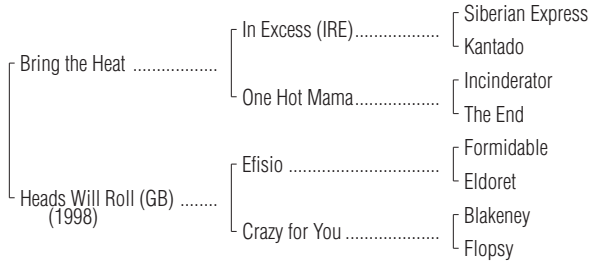 Siberian Express
In Excess (IRE)..................
Kantado
Bring the Heat ..................
Incinderator
One Hot Mama..................
The End
Formidable
Efisio ................................
Eldoret
Heads Will Roll (GB) ........
(1998)
Blakeney
Crazy for You ....................
Flopsy